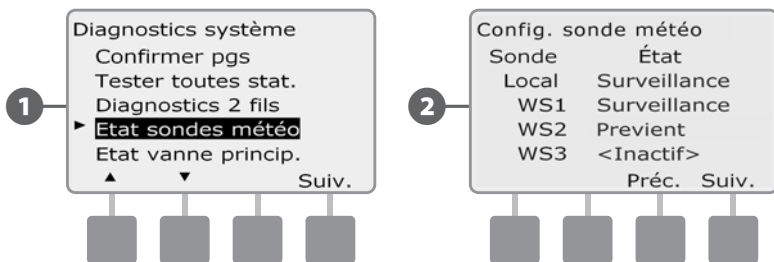 1
Diagnostics système
Confirmer pgs
Tester toutes stat.
Diagnostics 2 fils
► Etat sondes météo
Etat vanne princip.
▲ ▼ Suiv.
2
Config. sonde météo
Sonde État
Local Surveillance
WS1 Surveillance
WS2 Previent
WS3 <Inactif>
Préc. Suiv.